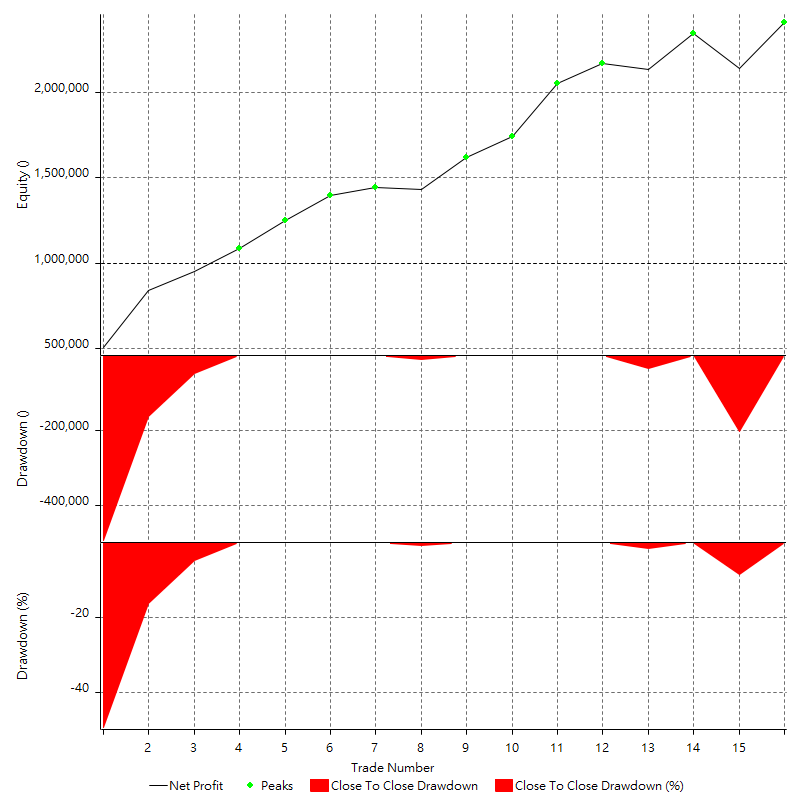 2,000,000
1,500,000
1,000,000
500,000
Equity ()
-200,000
-400,000
Drawdown ()
-20
-40
Drawdown (%)
2 3 4 5 6 7 8 9 10 11 12 13 14 15
Trade Number
Net Profit Peaks Close To Close Drawdown Close To Close Drawdown (%)